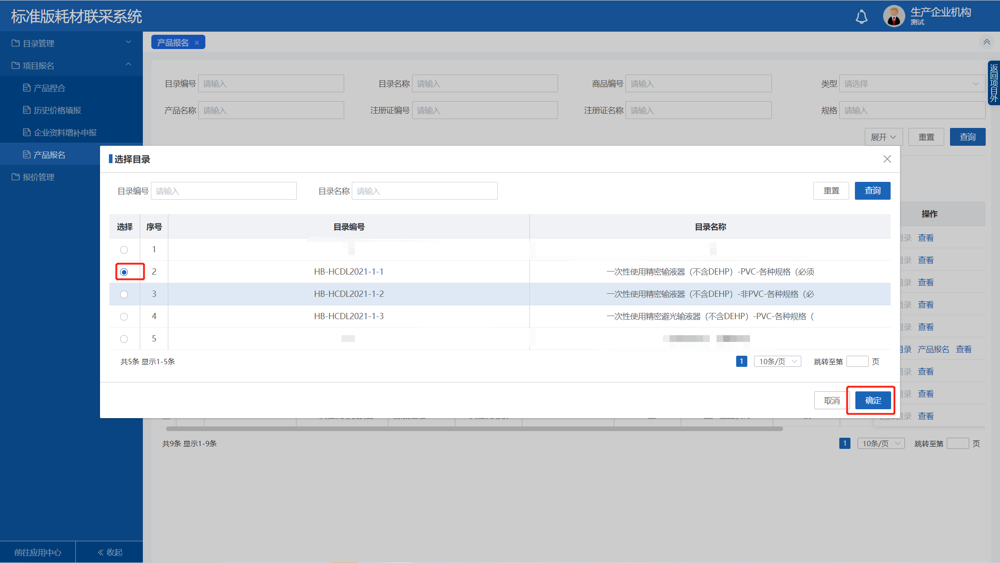 标准版耗材联采系统
生产企业机构
测试
目录管理
项目报名
产品捏合
历史价格填报
企业资料增补申报
产品报名
报价管理
前往应用中心
收起
产品报名
返回项目外
目录编号 请输入 目录名称 请输入 商品编号 请输入 类型 请选择
产品名称 请输入 注册证编号 请输入 注册证名称 请输入 规格 请输入
展开 重置 查询
选择目录
目录编号 请输入 目录名称 请输入 重置 查询
选择 序号 目录编号 目录名称
1
2 HB-HCDL2021-1-1 一次性使用精密输液器（不含DEHP）-PVC-各种规格（必须
3 HB-HCDL2021-1-2 一次性使用精密输液器（不含DEHP）-非PVC-各种规格（必
4 HB-HCDL2021-1-3 一次性使用精密避光输液器（不含DEHP）-PVC-各种规格（
5
共5条 显示1-5条 1 10条/页 跳转至第 页
取消 确定
操作
目录 查看
目录 查看
目录 查看
目录 查看
目录 查看
目录 产品报名 查看
目录 查看
目录 查看
选择目录 查看
共9条 显示1-9条 1 10条/页 跳转至第 页